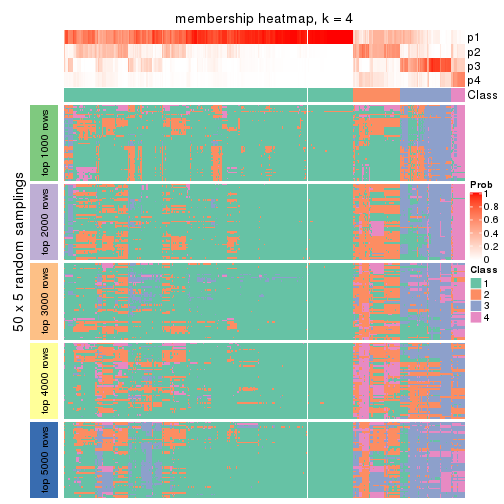 membership heatmap, k = 4
p1
p2
p3
p4
Class
50 x 5 random samplings
top 1000 rows
top 2000 rows
top 3000 rows
top 4000 rows
top 5000 rows
Prob
1
0.8
0.6
0.4
0.2
0
Class
1
2
3
4